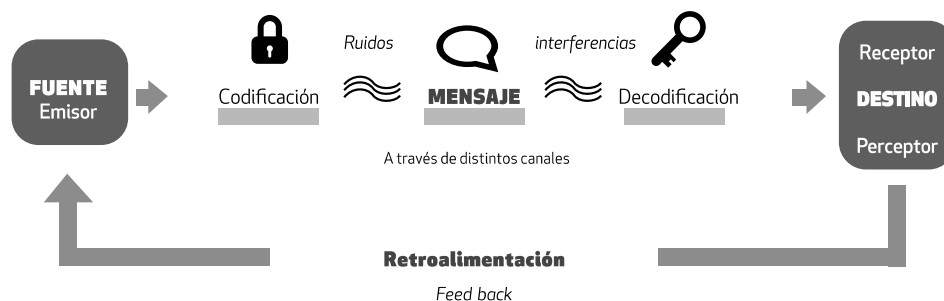 FUENTE
Emisor
Codificación
Ruidos
MENSAJE
interferencias
Decodificación
Receptor
DESTINO
Perceptor
A través de distintos canales
Retroalimentación
Feed back